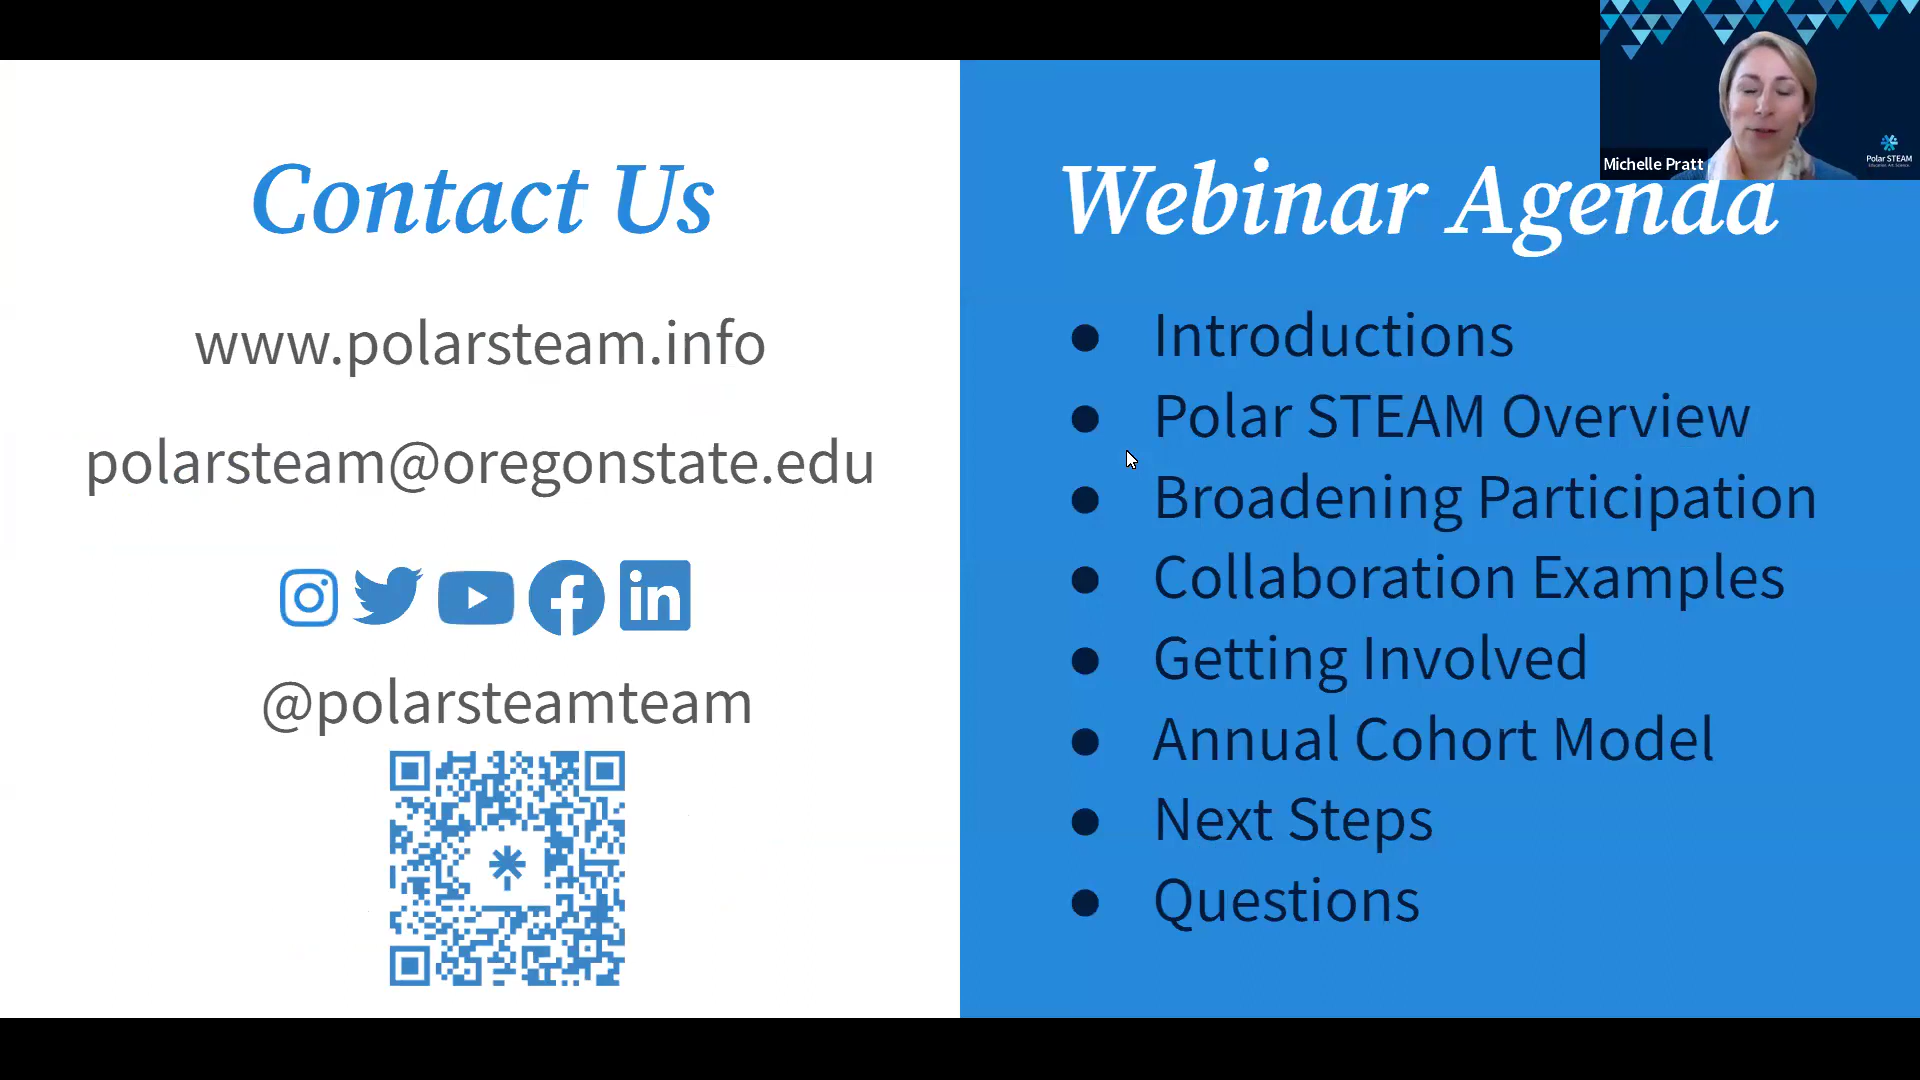 Contact Us
www.polarsteam.info
polarsteam@oregonstate.edu
@polarsteamteam
Webinar Agenda
Introductions
Polar STEAM Overview
Broadening Participation
Collaboration Examples
Getting Involved
Annual Cohort Model
Next Steps
Questions
Michelle Pratt
Polar STEAM